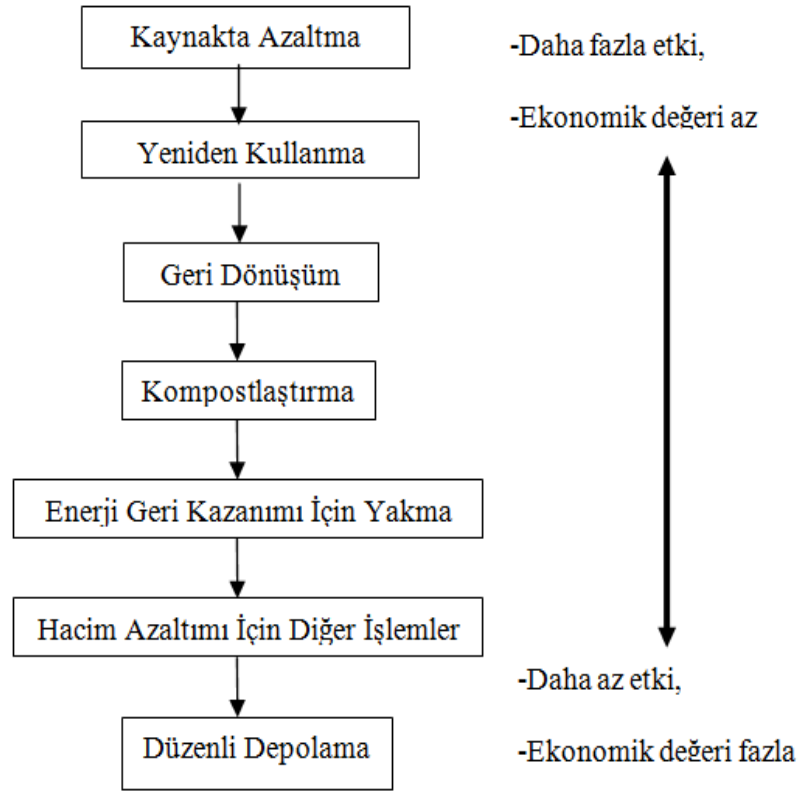 Kaynakta Azaltma
-Daha fazla etki,
-Ekonomik değeri az
Yeniden Kullanma
Geri Dönüşüm
Kompostlaştırma
Enerji Geri Kazanımı İçin Yakma
Hacim Azaltımı İçin Diğer İşlemler
-Daha az etki,
Düzenli Depolama
-Ekonomik değeri fazla